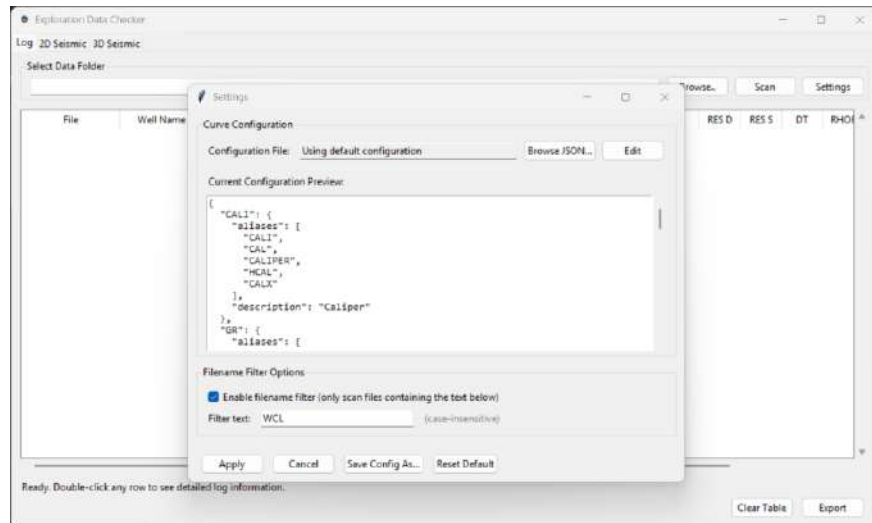 Exploration Data Checker
Log 2D Seismic 3D Seismic
Select Data Folder
Browse.. Scan Settings
File Well Name RES D RES S DT
Settings
Curve Configuration
Configuration File: Using default configuration Browse JSON... Edit
Current Configuration Preview:
{
"CALI": {
"aliases": [
"CALI",
"CAL",
"CALIPER",
"HCAL",
"CALX"
],
"description": "Caliper"
},
"GR": {
"aliases": [
Filename Filter Options
Enable filename filter (only scan files containing the text below)
Filter text: WCL (case-insensitive)
Apply Cancel Save Config As... Reset Default
Ready. Double-click any row to see detailed log information.
Clear Table Export